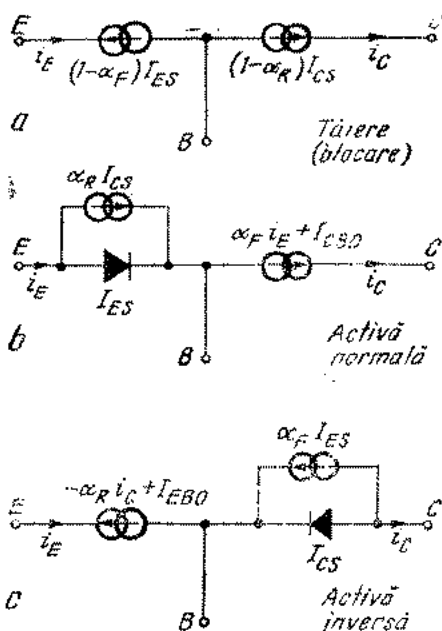 E
i_E
(1-α_F)I_ES
(1-α_R)I_CS
i_C
a
B
Tăiere
(blocare)
α_R I_CS
E
i_E
I_ES
α_F i_E + I_CBO
C
i_C
b
B
Activă
normală
α_F I_ES
-α_R i_C + I_EBO
E
i_E
C
i_C
I_CS
c
B
Activă
inversă